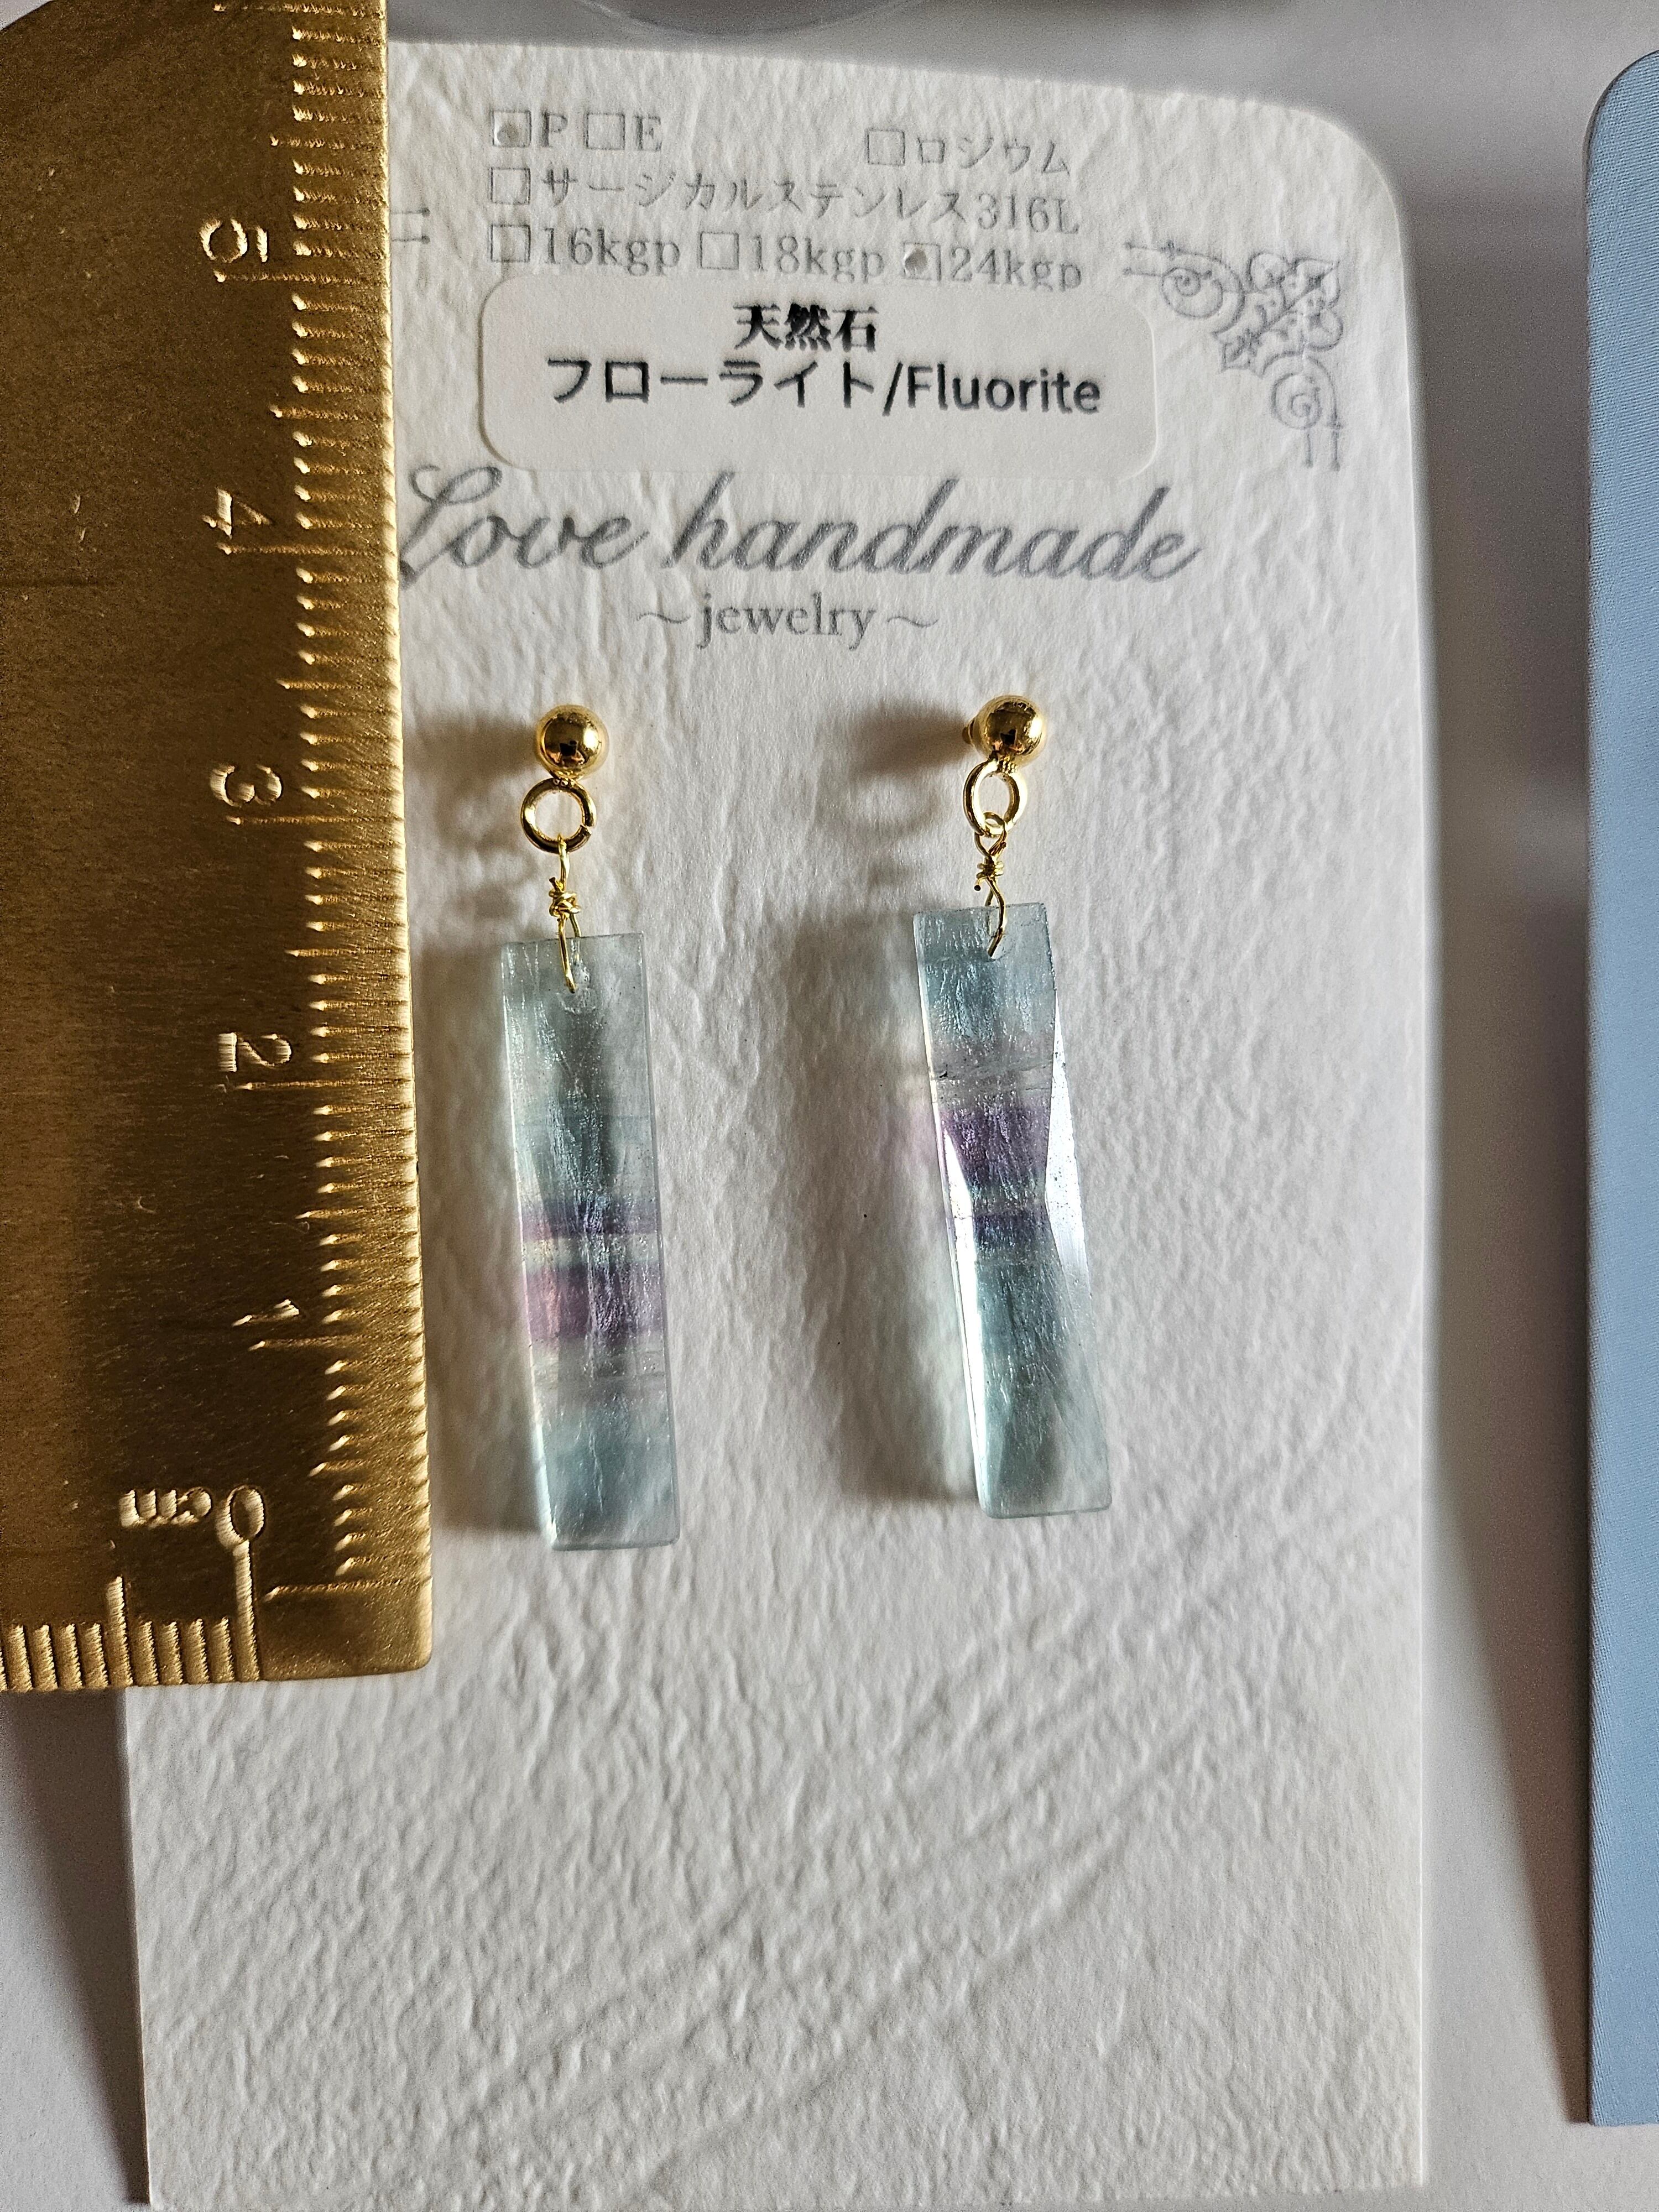 P E ロジウム
サージカルステンレス316L
16kgp 18kgp 24kgp
天然石
フローライト/Fluorite
Love handmade
～jewelry～
5
4
3
2
1
0cm